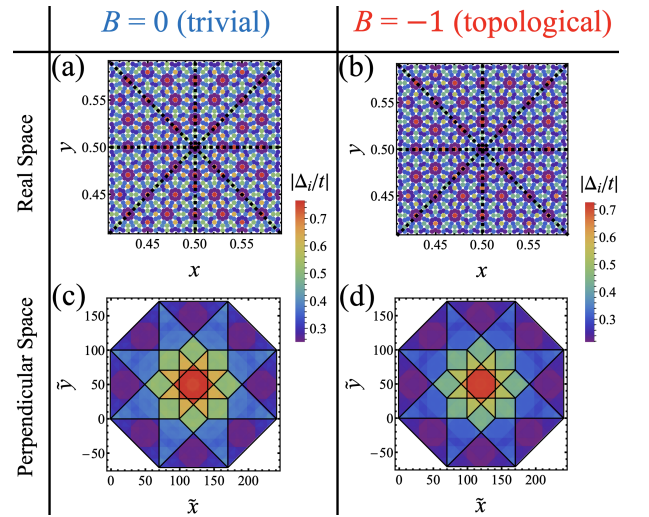 B = 0 (trivial)
B = −1 (topological)
Real Space
(a)
y
0.55
0.50
0.45
0.45
0.50
0.55
x
|Δᵢ/t|
0.7
0.6
0.5
0.4
0.3
(b)
y
0.55
0.50
0.45
0.45
0.50
0.55
x
|Δᵢ/t|
0.7
0.6
0.5
0.4
0.3
Perpendicular Space
(c)
ỹ
150
100
50
0
−50
0
50
100
150
200
x̃
(d)
ỹ
150
100
50
0
−50
0
50
100
150
200
x̃